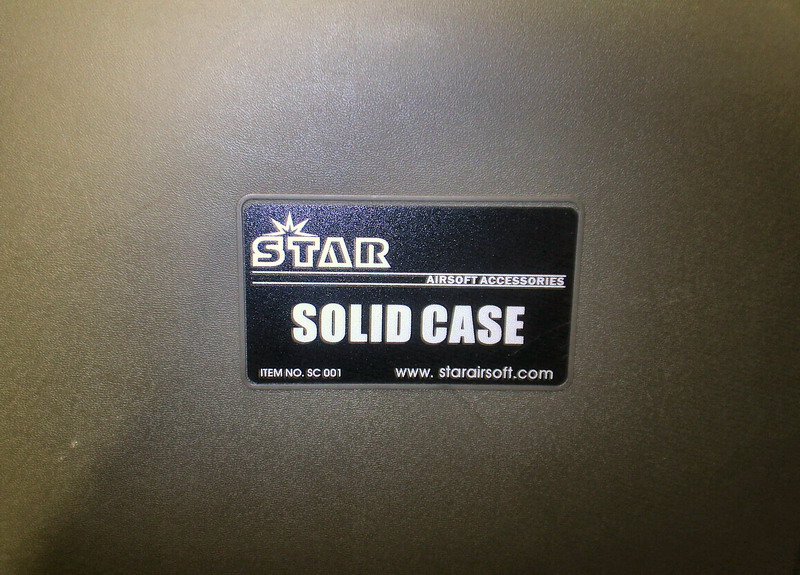 STAR
AIRSOFT ACCESSORIES
SOLID CASE
ITEM NO. SC 001 www. starairsoft.com